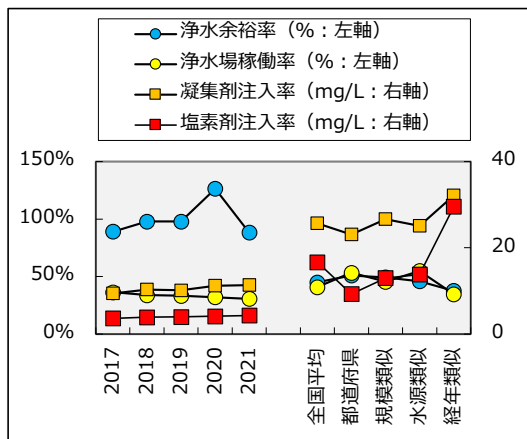 浄水余裕率（%：左軸）
浄水場稼働率（%：左軸）
凝集剤注入率（mg/L：右軸）
塩素剤注入率（mg/L：右軸）
150%
100%
50%
0%
40
20
0
2017
2018
2019
2020
2021
全国平均
都道府県
規模類似
水源類似
経年類似